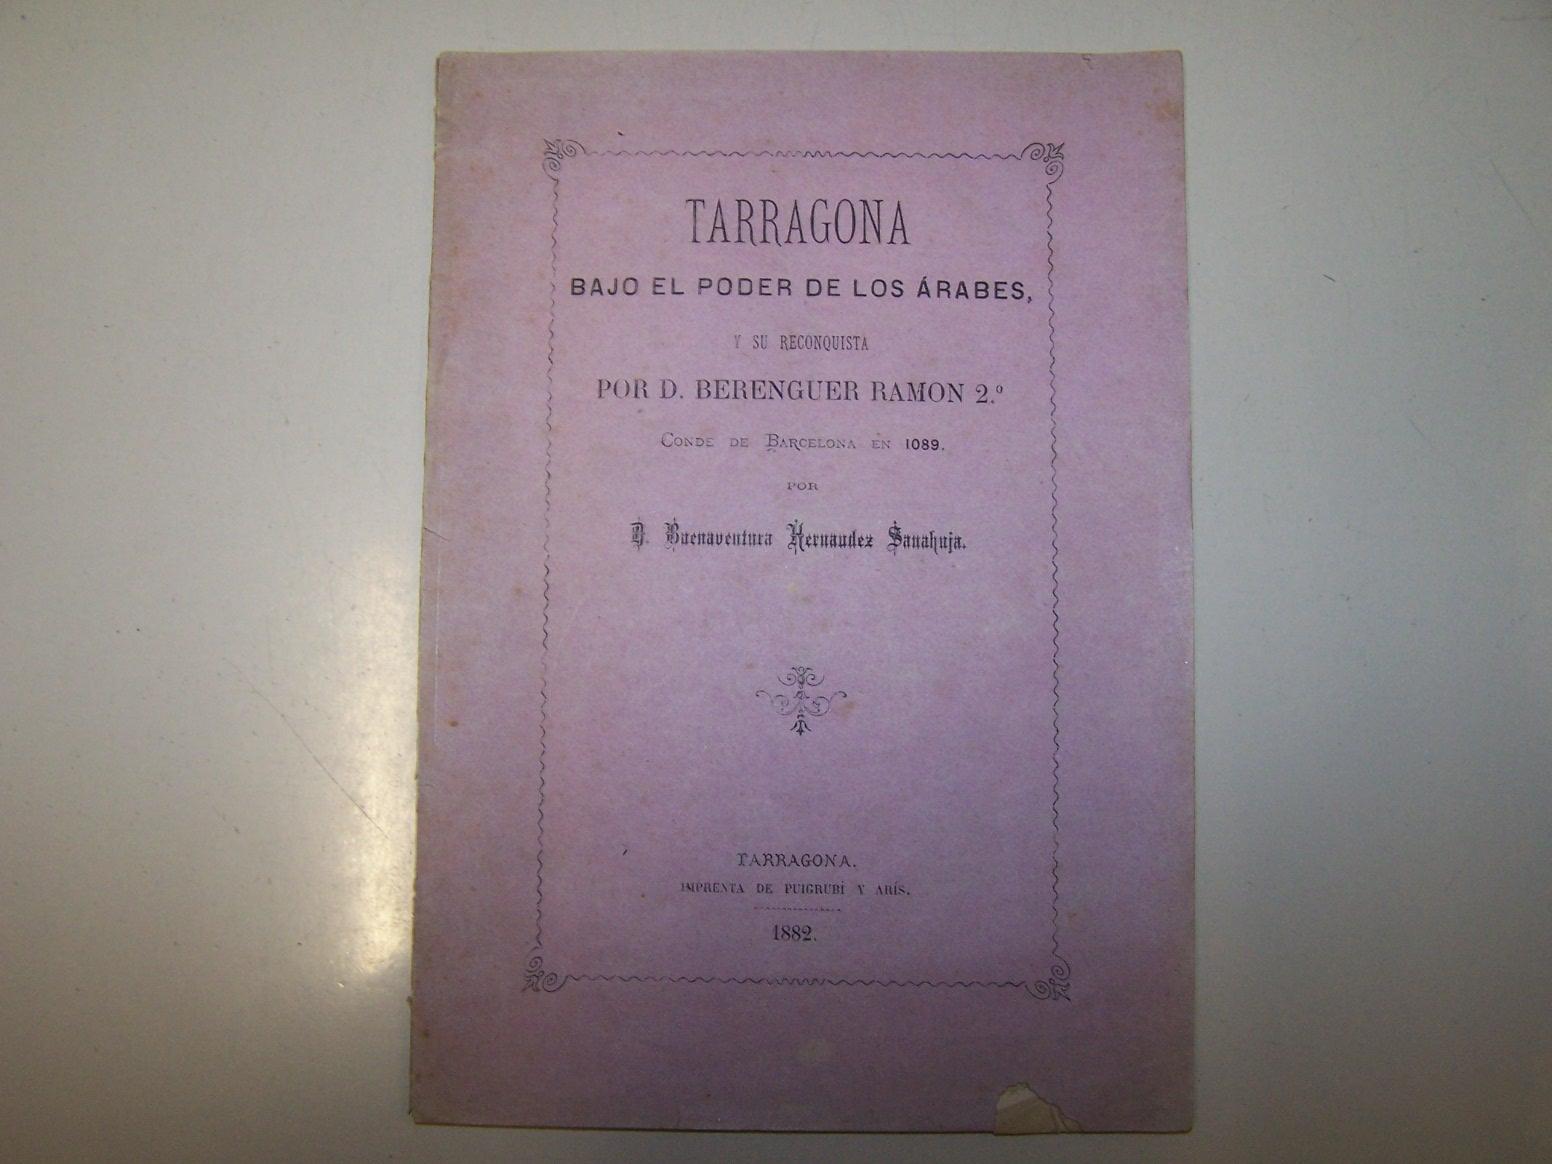 TARRAGONA
BAJO EL PODER DE LOS ÁRABES,
Y SU RECONQUISTA
POR D. BERENGUER RAMON 2.º
CONDE DE BARCELONA EN 1089.
POR
D. Buenaventura Hernandez Sanahuja.
TARRAGONA.
IMPRENTA DE PUIGRUBÍ Y ARÍS.
1882.